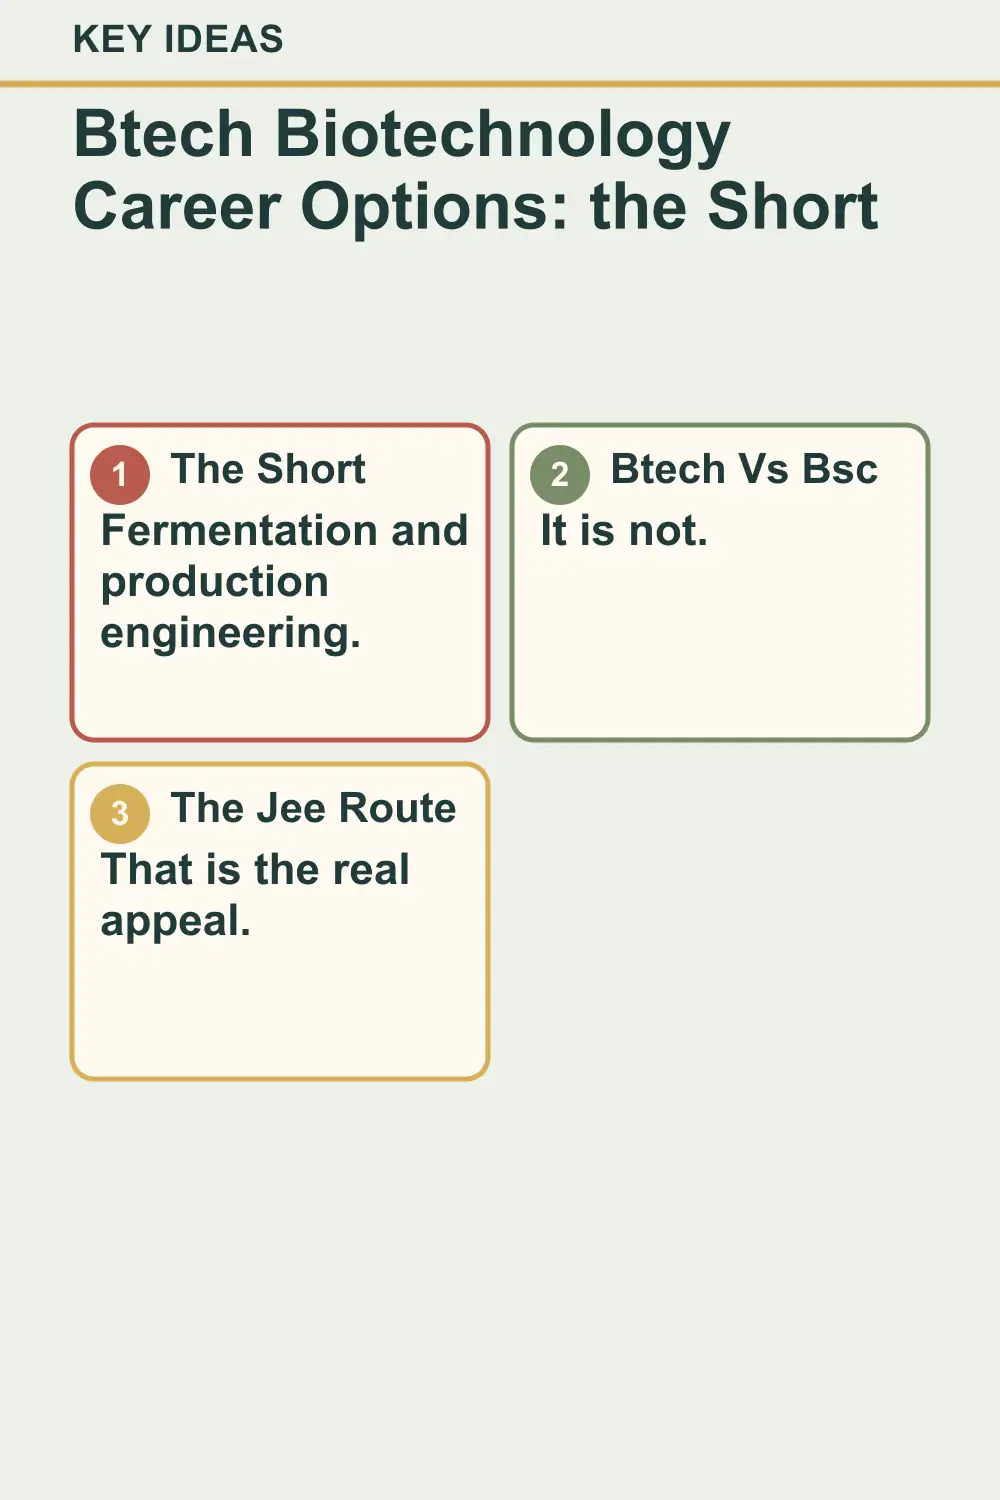 KEY IDEAS
Btech Biotechnology
Career Options: the Short
1 The Short
Fermentation and
production
engineering.
2 Btech Vs Bsc
It is not.
3 The Jee Route
That is the real
appeal.